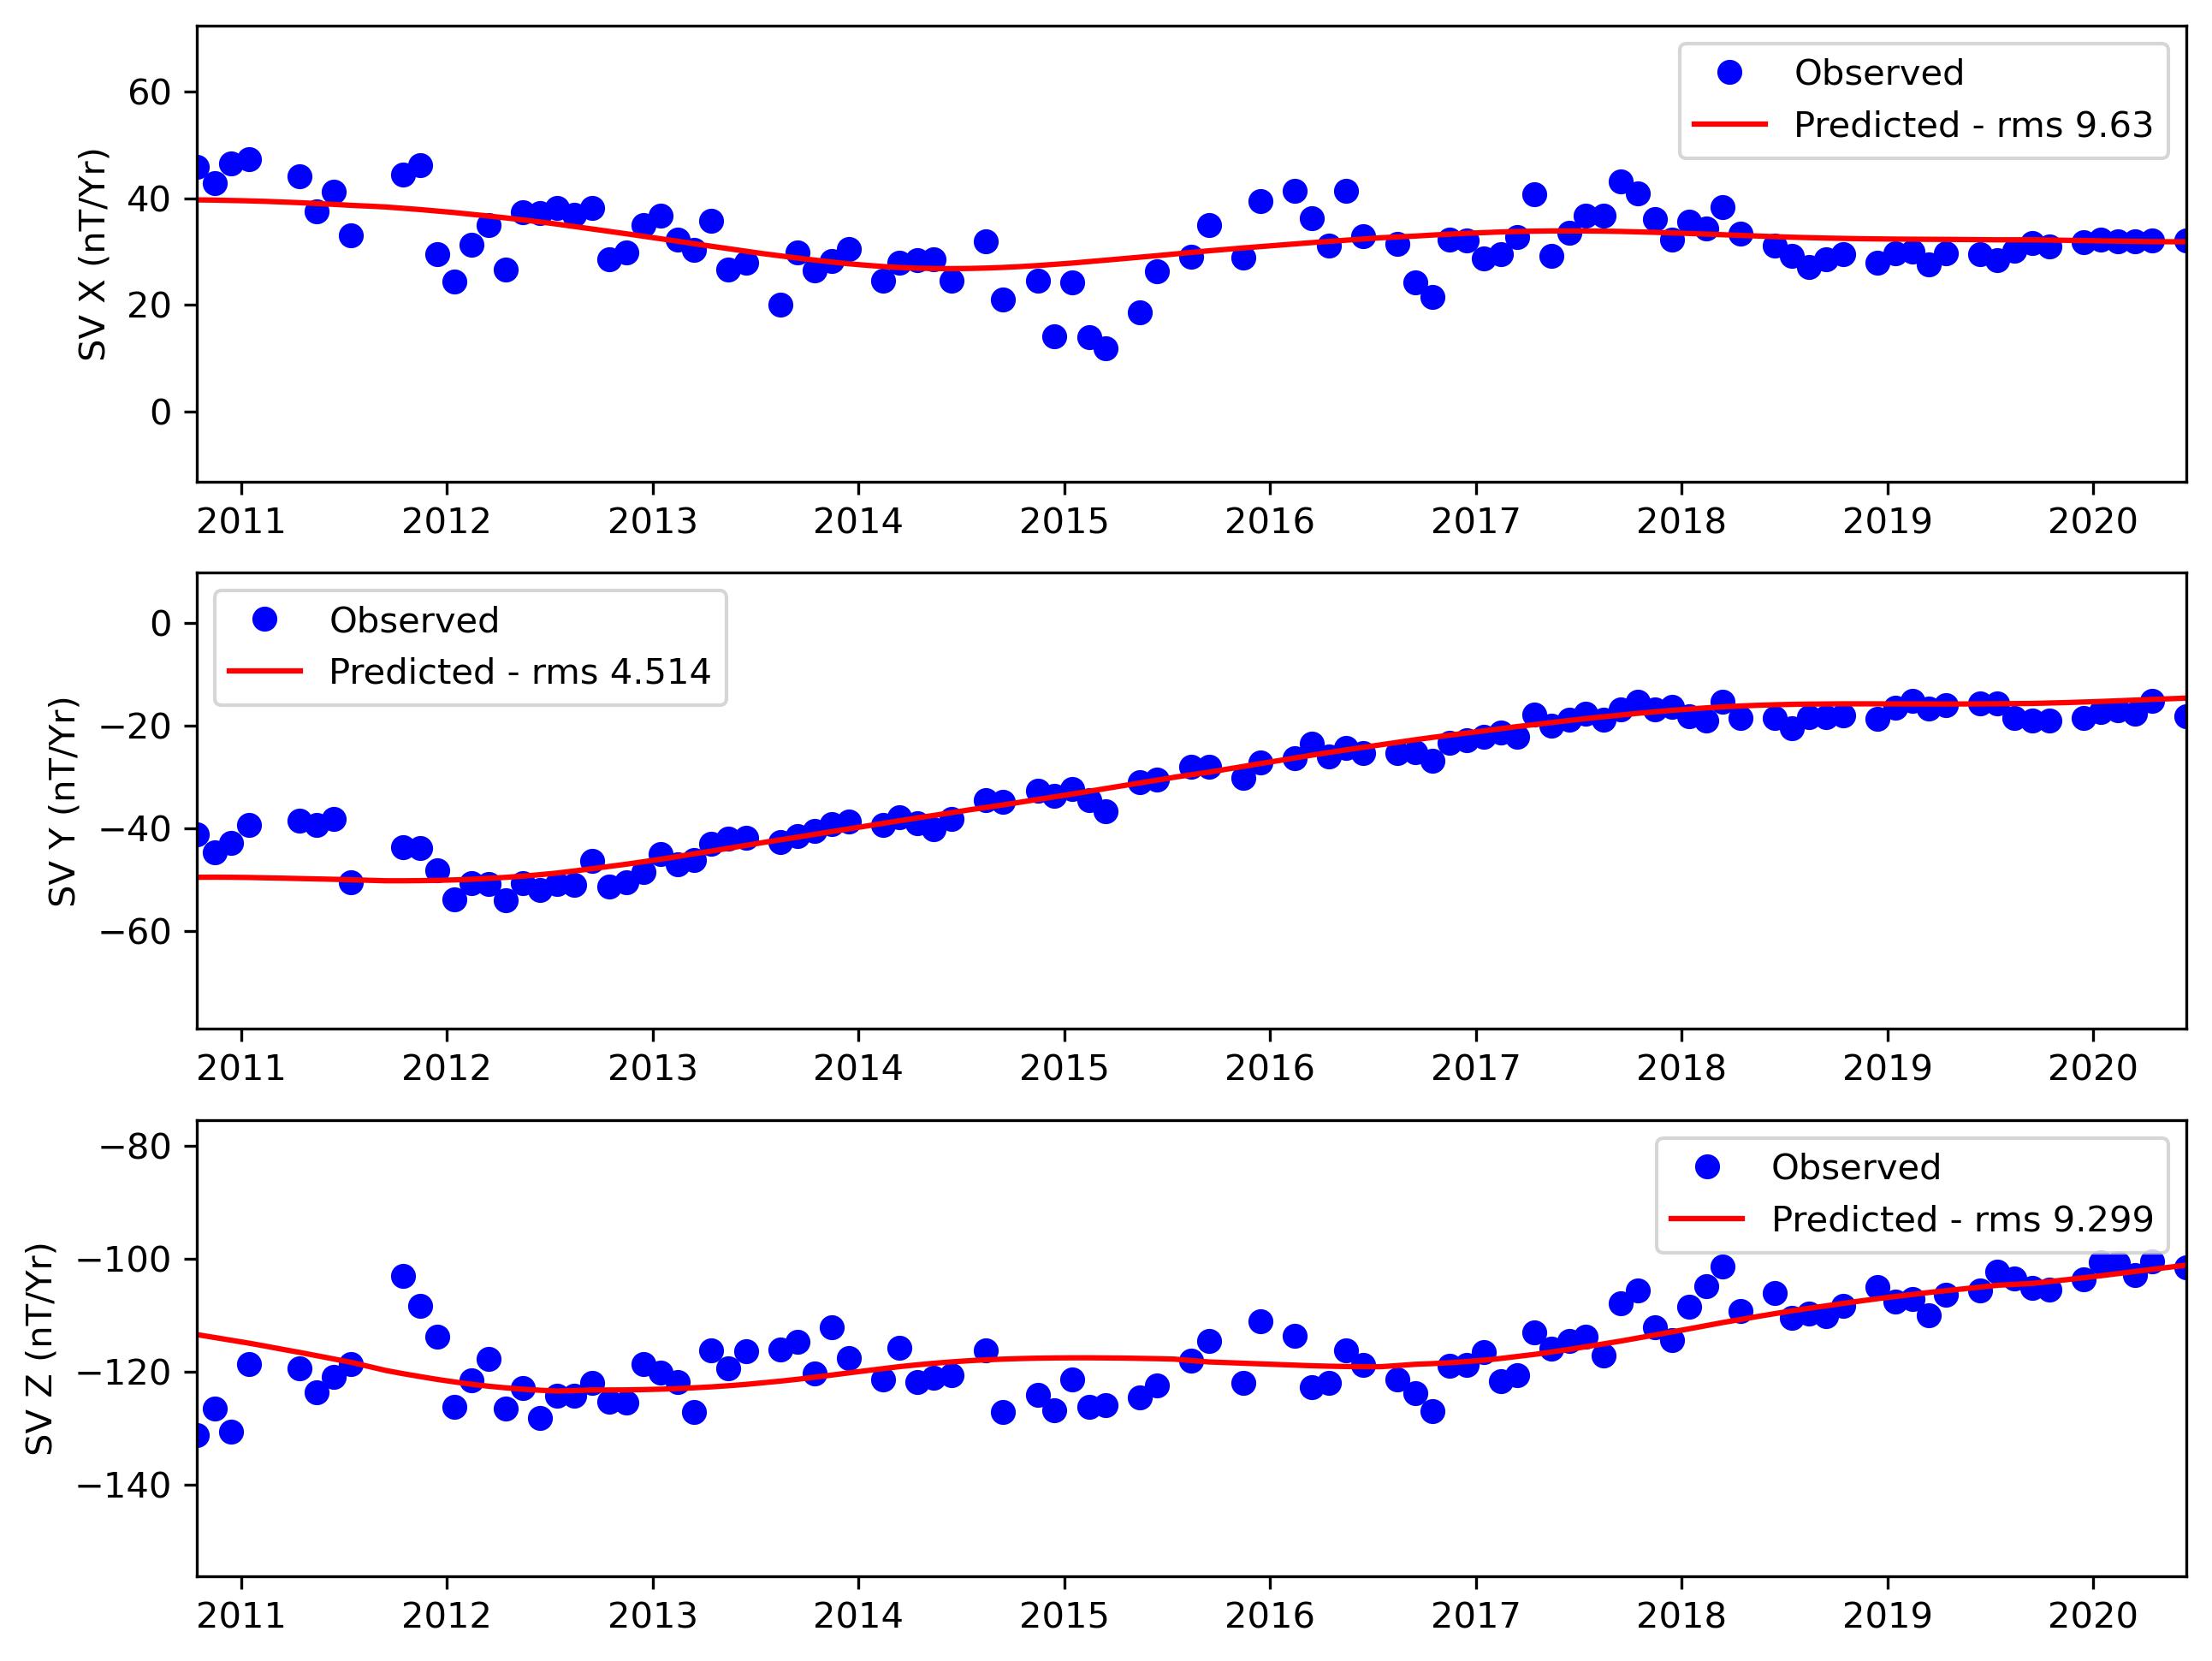 60
40
20
0
SV X (nT/Yr)
Observed
Predicted - rms 9.63
2011 2012 2013 2014 2015 2016 2017 2018 2019 2020
0
−20
−40
−60
SV Y (nT/Yr)
Observed
Predicted - rms 4.514
2011 2012 2013 2014 2015 2016 2017 2018 2019 2020
−80
−100
−120
−140
SV Z (nT/Yr)
Observed
Predicted - rms 9.299
2011 2012 2013 2014 2015 2016 2017 2018 2019 2020